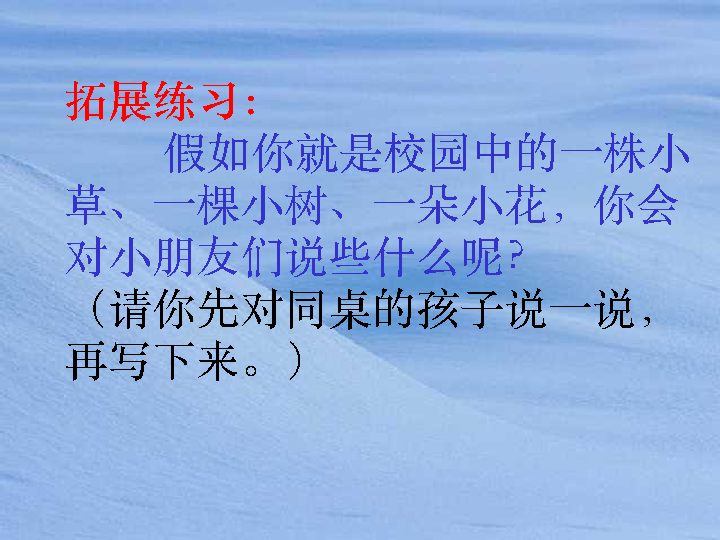 拓展练习：
假如你就是校园中的一株小
草、一棵小树、一朵小花，你会
对小朋友们说些什么呢？
（请你先对同桌的孩子说一说，
再写下来。）